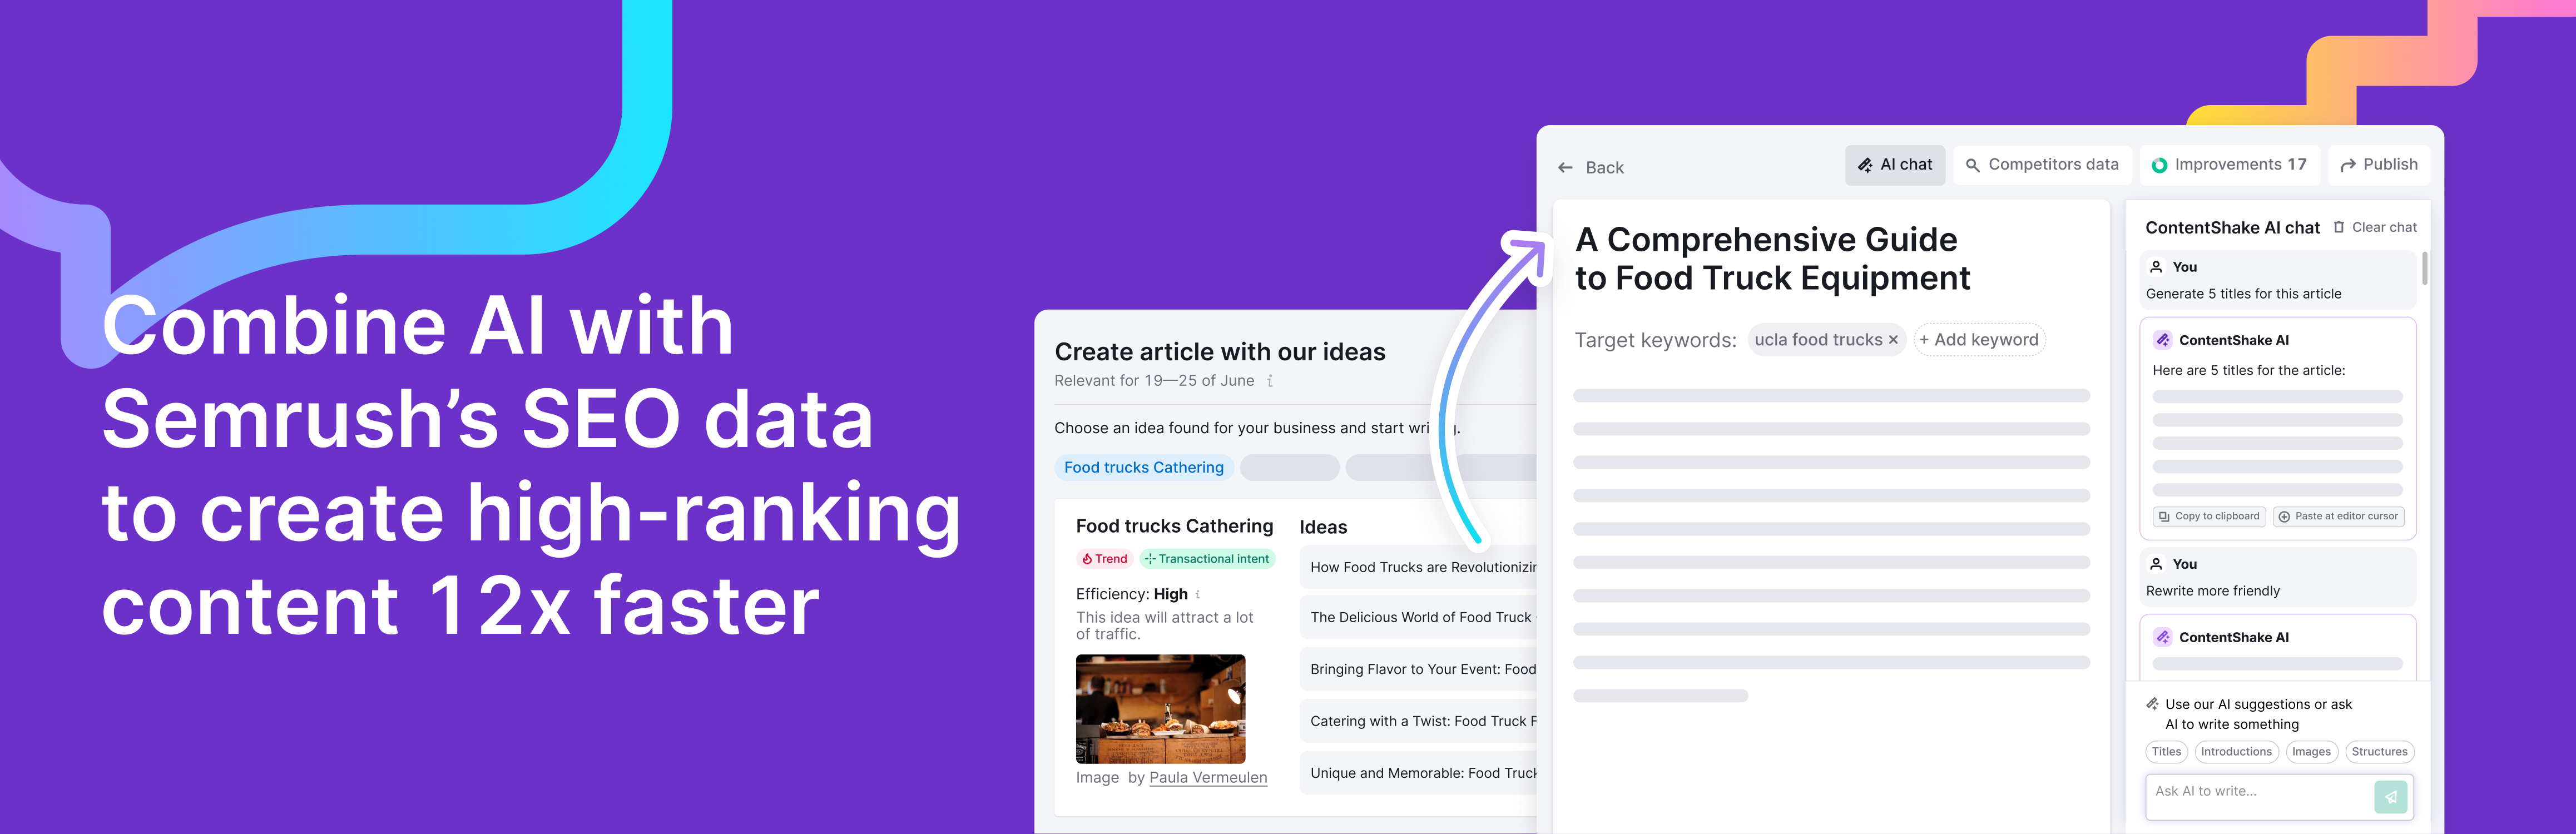 Combine AI with
Semrush’s SEO data
to create high-ranking
content 12x faster
Create article with our ideas
Relevant for 19—25 of June
Choose an idea found for your business and start
Food trucks Cathering
Food trucks Cathering
Trend
Transactional intent
Efficiency: High
This idea will attract a lot
of traffic.
Image by Paula Vermeulen
Ideas
How Food Trucks are
The Delicious World of Food Truck
Bringing Flavor to Your Event: Food
Catering with a Twist: Food Truck
Unique and Memorable: Food
Back
AI chat
Competitors data
Improvements 17
Publish
A Comprehensive Guide
to Food Truck Equipment
Target keywords: ucla food trucks × + Add keyword
ContentShake AI chat
Clear chat
You
Generate 5 titles for this article
ContentShake AI
Here are 5 titles for the article:
Copy to clipboard
Paste at editor cursor
You
Rewrite more friendly
ContentShake AI
Use our AI suggestions or ask
AI to write something
Titles
Introductions
Images
Structures
Ask AI to write...